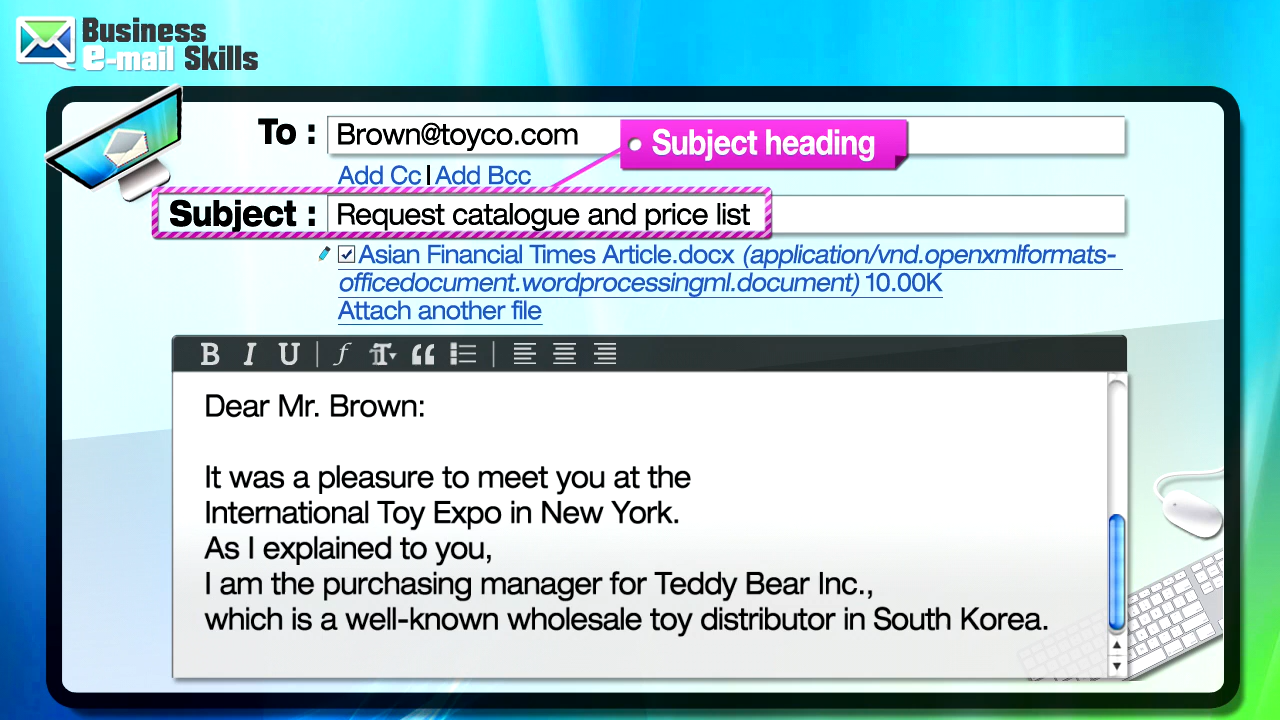 Business
e-mail Skills
To :
Brown@toyco.com
• Subject heading
Add Cc | Add Bcc
Subject :
Request catalogue and price list
Asian Financial Times Article.docx (application/vnd.openxmlformats-
officedocument.wordprocessingml.document) 10.00K
Attach another file
B I U | f T “ |
Dear Mr. Brown:
It was a pleasure to meet you at the
International Toy Expo in New York.
As I explained to you,
I am the purchasing manager for Teddy Bear Inc.,
which is a well-known wholesale toy distributor in South Korea.